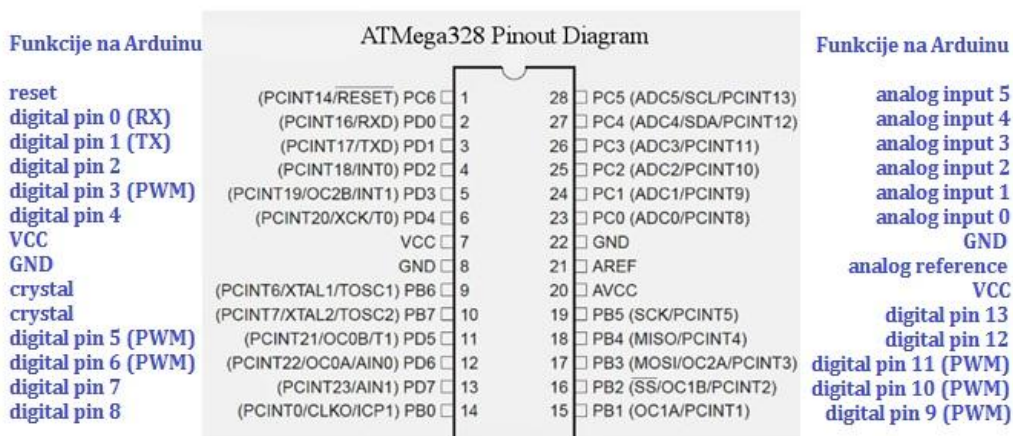 ATMega328 Pinout Diagram
Funkcije na Arduinu
reset
digital pin 0 (RX)
digital pin 1 (TX)
digital pin 2
digital pin 3 (PWM)
digital pin 4
VCC
GND
crystal
crystal
digital pin 5 (PWM)
digital pin 6 (PWM)
digital pin 7
digital pin 8
(PCINT14/RESET) PC6 1
(PCINT16/RXD) PD0 2
(PCINT17/TXD) PD1 3
(PCINT18/INT0) PD2 4
(PCINT19/OC2B/INT1) PD3 5
(PCINT20/XCK/T0) PD4 6
VCC 7
GND 8
(PCINT6/XTAL1/TOSC1) PB6 9
(PCINT7/XTAL2/TOSC2) PB7 10
(PCINT21/OC0B/T1) PD5 11
(PCINT22/OC0A/AIN0) PD6 12
(PCINT23/AIN1) PD7 13
(PCINT0/CLKO/ICP1) PB0 14
28 PC5 (ADC5/SCL/PCINT13)
27 PC4 (ADC4/SDA/PCINT12)
26 PC3 (ADC3/PCINT11)
25 PC2 (ADC2/PCINT10)
24 PC1 (ADC1/PCINT9)
23 PC0 (ADC0/PCINT8)
22 GND
21 AREF
20 AVCC
19 PB5 (SCK/PCINT5)
18 PB4 (MISO/PCINT4)
17 PB3 (MOSI/OC2A/PCINT3)
16 PB2 (SS/OC1B/PCINT2)
15 PB1 (OC1A/PCINT1)
Funkcije na Arduinu
analog input 5
analog input 4
analog input 3
analog input 2
analog input 1
analog input 0
GND
analog reference
VCC
digital pin 13
digital pin 12
digital pin 11 (PWM)
digital pin 10 (PWM)
digital pin 9 (PWM)